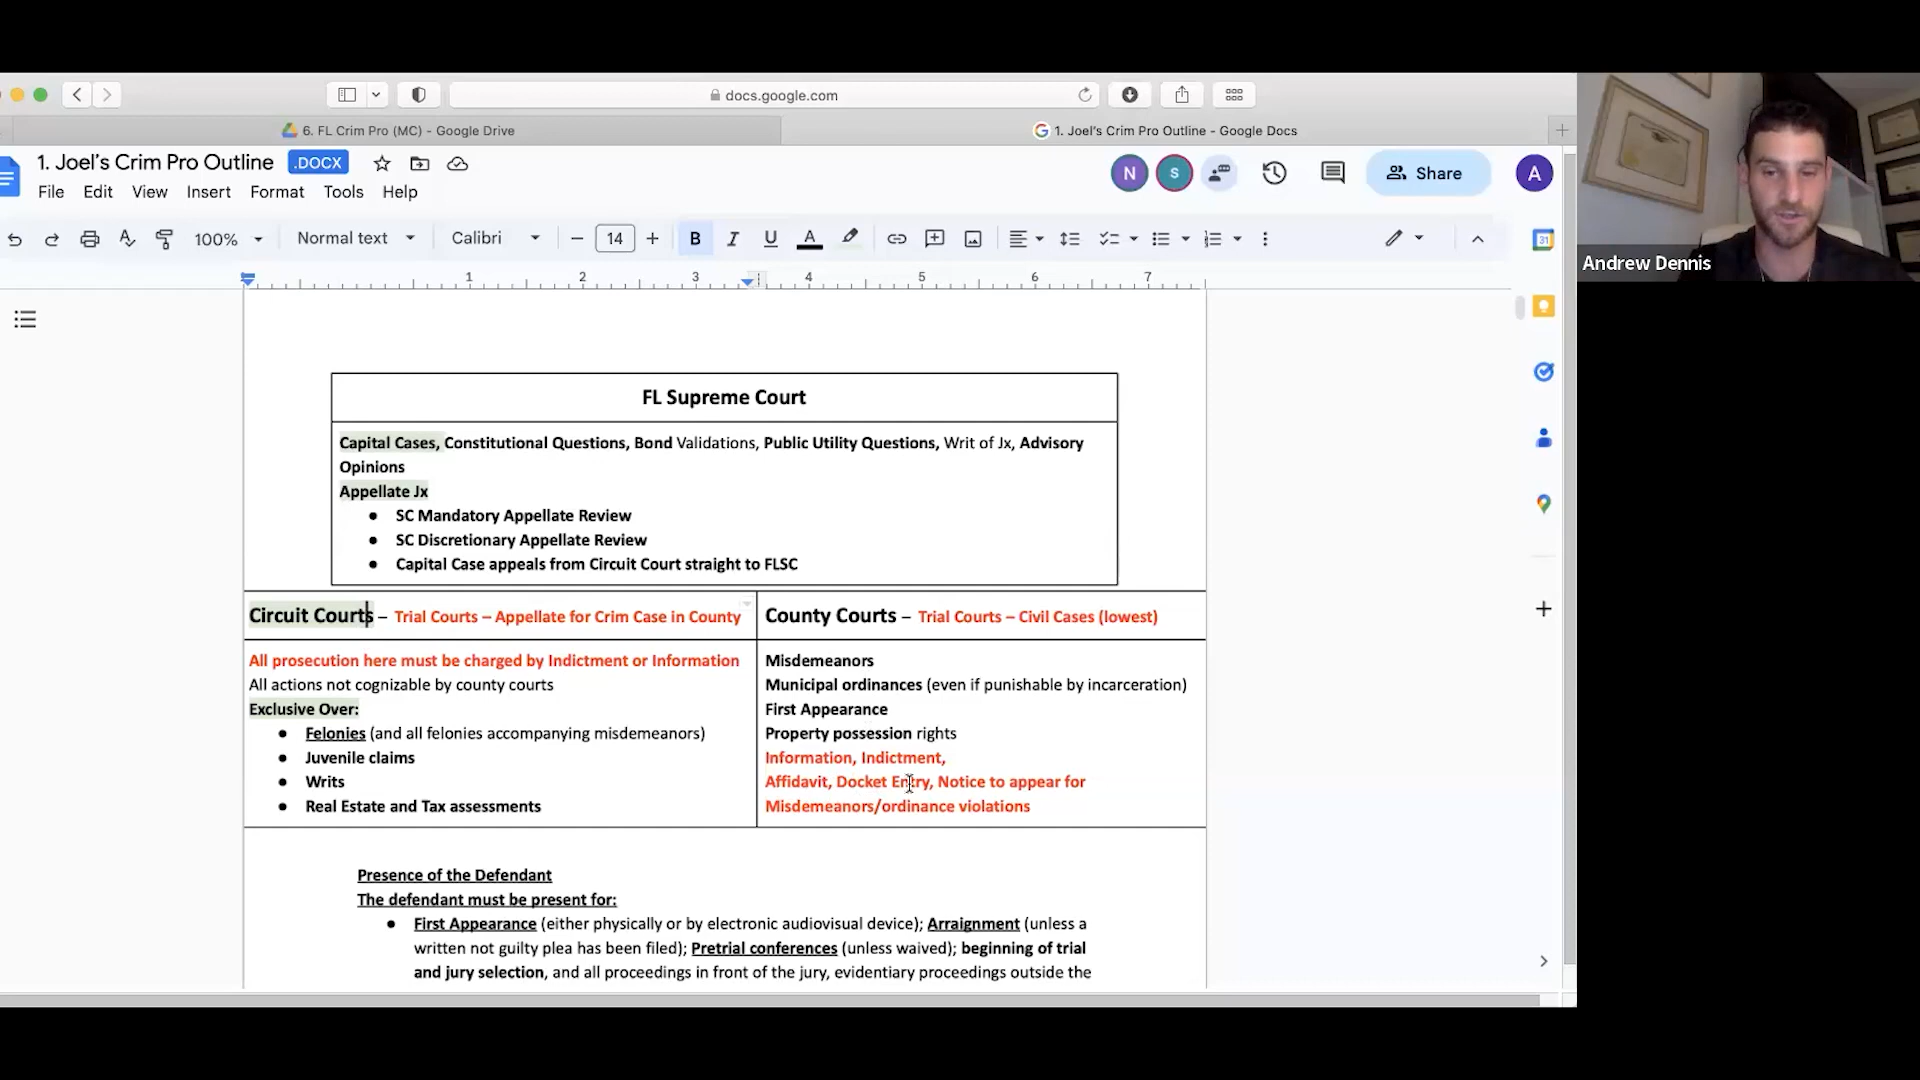 docs.google.com
6. FL Crim Pro (MC) - Google Drive
1. Joel's Crim Pro Outline - Google Docs
1. Joel's Crim Pro Outline .DOCX
N S Share A
File Edit View Insert Format Tools Help
100% Normal text Calibri 14 B I U A
31
Andrew Dennis
1 2 3 4 5 6 7
FL Supreme Court
Capital Cases, Constitutional Questions, Bond Validations, Public Utility Questions, Writ of Jx, Advisory
Opinions
Appellate Jx
● SC Mandatory Appellate Review
● SC Discretionary Appellate Review
● Capital Case appeals from Circuit Court straight to FLSC
Circuit Courts – Trial Courts – Appellate for Crim Case in County
All prosecution here must be charged by Indictment or Information
All actions not cognizable by county courts
Exclusive Over:
● Felonies (and all felonies accompanying misdemeanors)
● Juvenile claims
● Writs
● Real Estate and Tax assessments
County Courts – Trial Courts – Civil Cases (lowest)
Misdemeanors
Municipal ordinances (even if punishable by incarceration)
First Appearance
Property possession rights
Information, Indictment,
Affidavit, Docket Entry, Notice to appear for
Misdemeanors/ordinance violations
Presence of the Defendant
The defendant must be present for:
● First Appearance (either physically or by electronic audiovisual device); Arraignment (unless a
written not guilty plea has been filed); Pretrial conferences (unless waived); beginning of trial
and jury selection, and all proceedings in front of the jury, evidentiary proceedings outside the